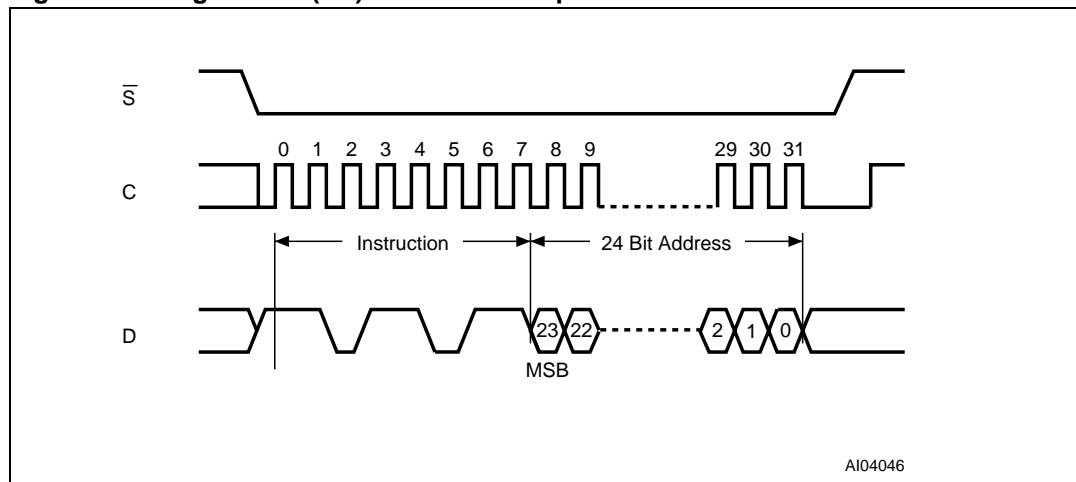 S̅
0 1 2 3 4 5 6 7 8 9 29 30 31
C
Instruction 24 Bit Address
D
23 22 2 1 0
MSB
AI04046